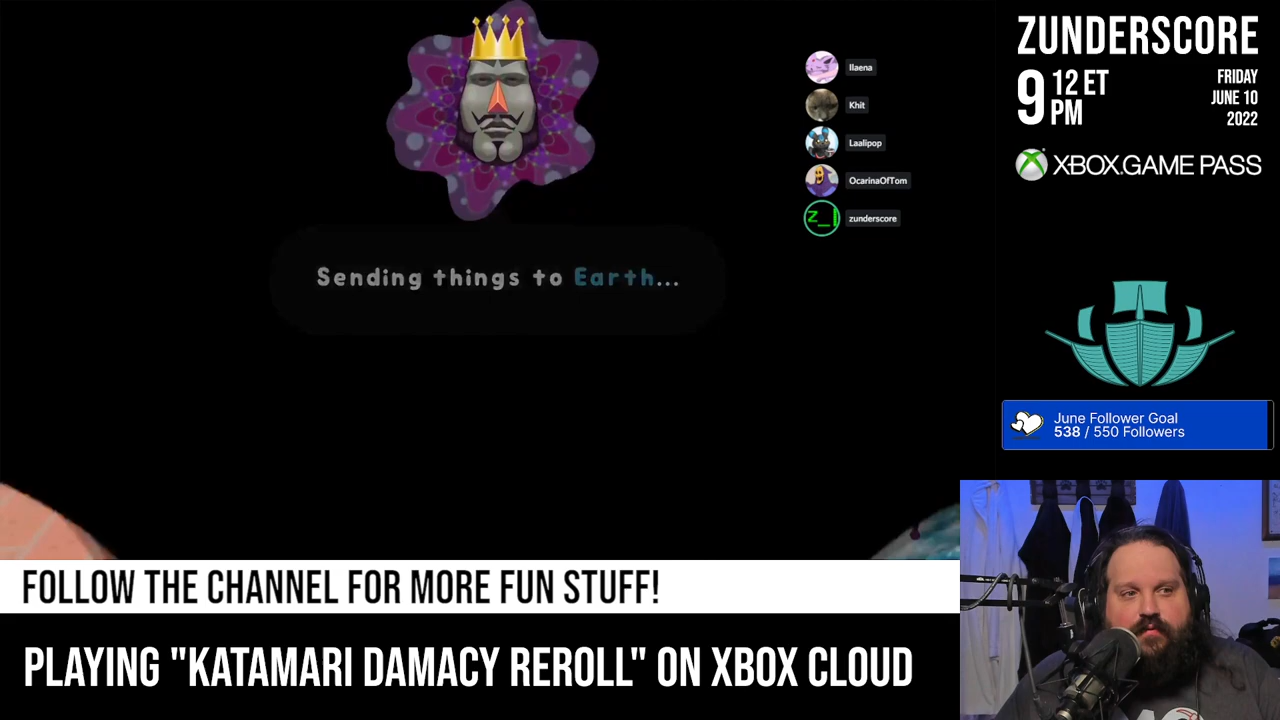 Sending things to Earth...
Ilaena
Khit
Laalipop
OcarinaOfTom
z_
zunderscore
ZUNDERSCORE
9 12 ET
PM
FRIDAY
JUNE 10
2022
XBOX GAME PASS
June Follower Goal
538 / 550 Followers
FOLLOW THE CHANNEL FOR MORE FUN STUFF!
PLAYING "KATAMARI DAMACY REROLL" ON XBOX CLOUD